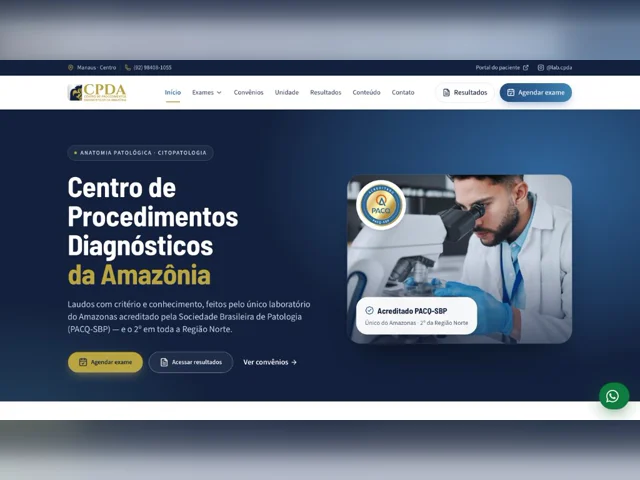 Manaus · Centro
(92) 98403-1055
Portal do paciente
@lab.cpda
CPDA
Início
Exames
Convênios
Unidade
Resultados
Conteúdo
Contato
Resultados
Agendar exame
ANATOMIA PATOLÓGICA · CITOPATOLOGIA
Centro de
Procedimentos
Diagnósticos
da Amazônia
Laudos com critério e conhecimento, feitos pelo único laboratório
do Amazonas acreditado pela Sociedade Brasileira de Patologia
(PACQ-SBP) — e o 2º em toda a Região Norte.
Agendar exame
Acessar resultados
Ver convênios →
PACQ
Acreditado PACQ-SBP
Único do Amazonas · 2º da Região Norte